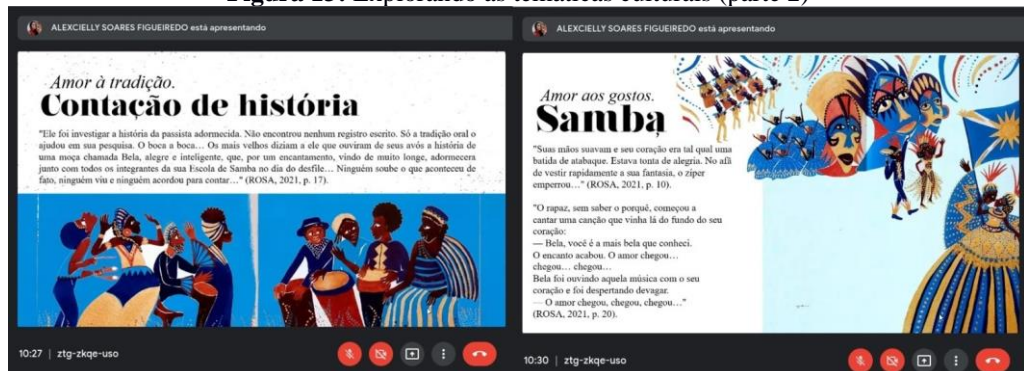 ALEXCIELLY SOARES FIGUEIREDO está apresentando
Amor à tradição.
Contação de história
"Ele foi investigar a história da passista adormecida. Não encontrou nenhum registro escrito. Só a tradição oral o
ajudou em sua pesquisa. O boca a boca… Os mais velhos diziam a ele que ouviram de seus avós a história de
uma moça chamada Bela, alegre e inteligente, que, por um encantamento, vindo de muito longe, adormecera
junto com todos os integrantes da sua Escola de Samba no dia do desfile… Ninguém soube o que aconteceu de
fato, ninguém viu e ninguém acordou para contar…" (ROSA, 2021, p. 17).
10:27 | ztg-zkqe-uso
ALEXCIELLY SOARES FIGUEIREDO está apresentando
Amor aos gostos.
Samba
"Suas mãos suavam e seu coração era tal qual uma
batida de atabaque. Estava tonta de alegria. No afã
de vestir rapidamente a sua fantasia, o zíper
emperrou…" (ROSA, 2021, p. 10).
"O rapaz, sem saber o porquê, começou a
cantar uma canção que vinha lá do fundo do seu
coração:
— Bela, você é a mais bela que conheci.
O encanto acabou. O amor chegou…
chegou… chegou…
Bela foi ouvindo aquela música com o seu
coração e foi despertando devagar.
— O amor chegou, chegou, chegou…"
(ROSA, 2021, p. 20).
10:30 | ztg-zkqe-uso